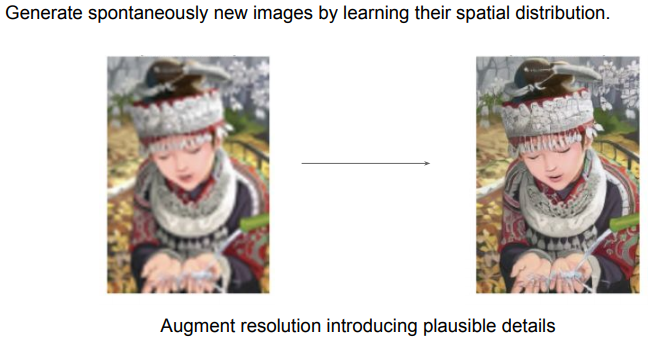 Generate spontaneously new images by learning their spatial distribution.
Augment resolution introducing plausible details